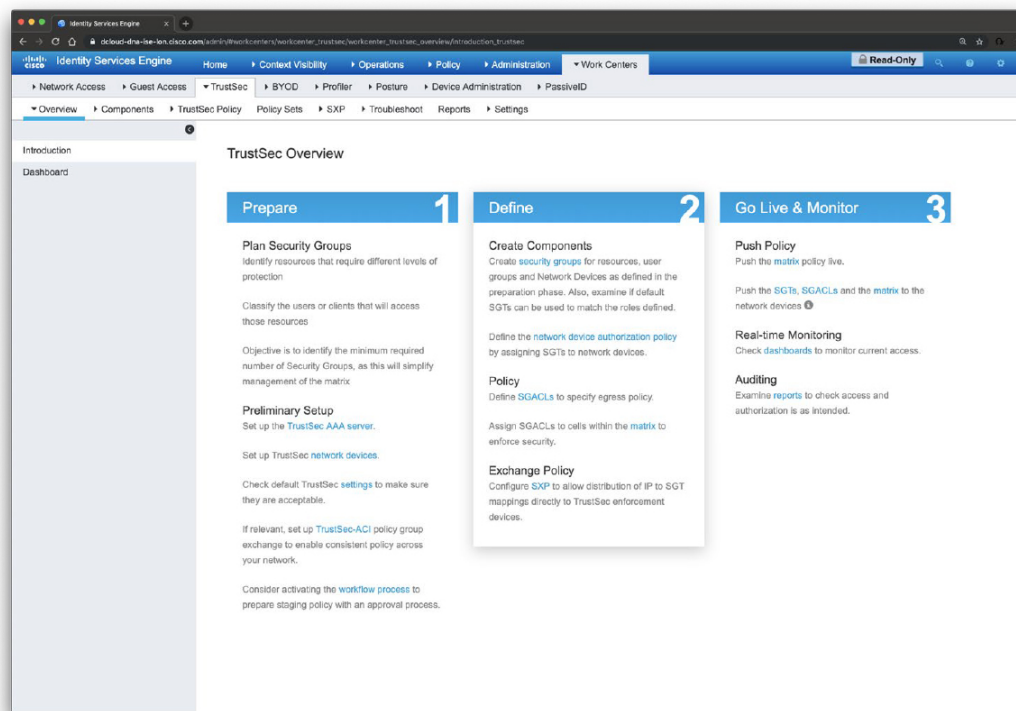 Identity Services Engine
dcloud-dna-ise-lon.cisco.com/admin/#workcenters/workcenter_trustsec/workcenter_trustsec_overview/introduction_trustsec
CISCO Identity Services Engine Home Context Visibility Operations Policy Administration Work Centers Read-Only
Network Access Guest Access TrustSec BYOD Profiler Posture Device Administration PassiveID
Overview Components TrustSec Policy Policy Sets SXP Troubleshoot Reports Settings
Introduction
Dashboard
TrustSec Overview
Prepare 1
Plan Security Groups
Identify resources that require different levels of
protection
Classify the users or clients that will access
those resources
Objective is to identify the minimum required
number of Security Groups, as this will simplify
management of the matrix
Preliminary Setup
Set up the TrustSec AAA server.
Set up TrustSec network devices.
Check default TrustSec settings to make sure
they are acceptable.
If relevant, set up TrustSec-ACI policy group
exchange to enable consistent policy across
your network.
Consider activating the workflow process to
prepare staging policy with an approval process.
Define 2
Create Components
Create security groups for resources, user
groups and Network Devices as defined in the
preparation phase. Also, examine if default
SGTs can be used to match the roles defined.
Define the network device authorization policy
by assigning SGTs to network devices.
Policy
Define SGACLs to specify egress policy.
Assign SGACLs to cells within the matrix to
enforce security.
Exchange Policy
Configure SXP to allow distribution of IP to SGT
mappings directly to TrustSec enforcement
devices.
Go Live & Monitor 3
Push Policy
Push the matrix policy live.
Push the SGTs, SGACLs and the matrix to the
network devices
Real-time Monitoring
Check dashboards to monitor current access.
Auditing
Examine reports to check access and
authorization is as intended.